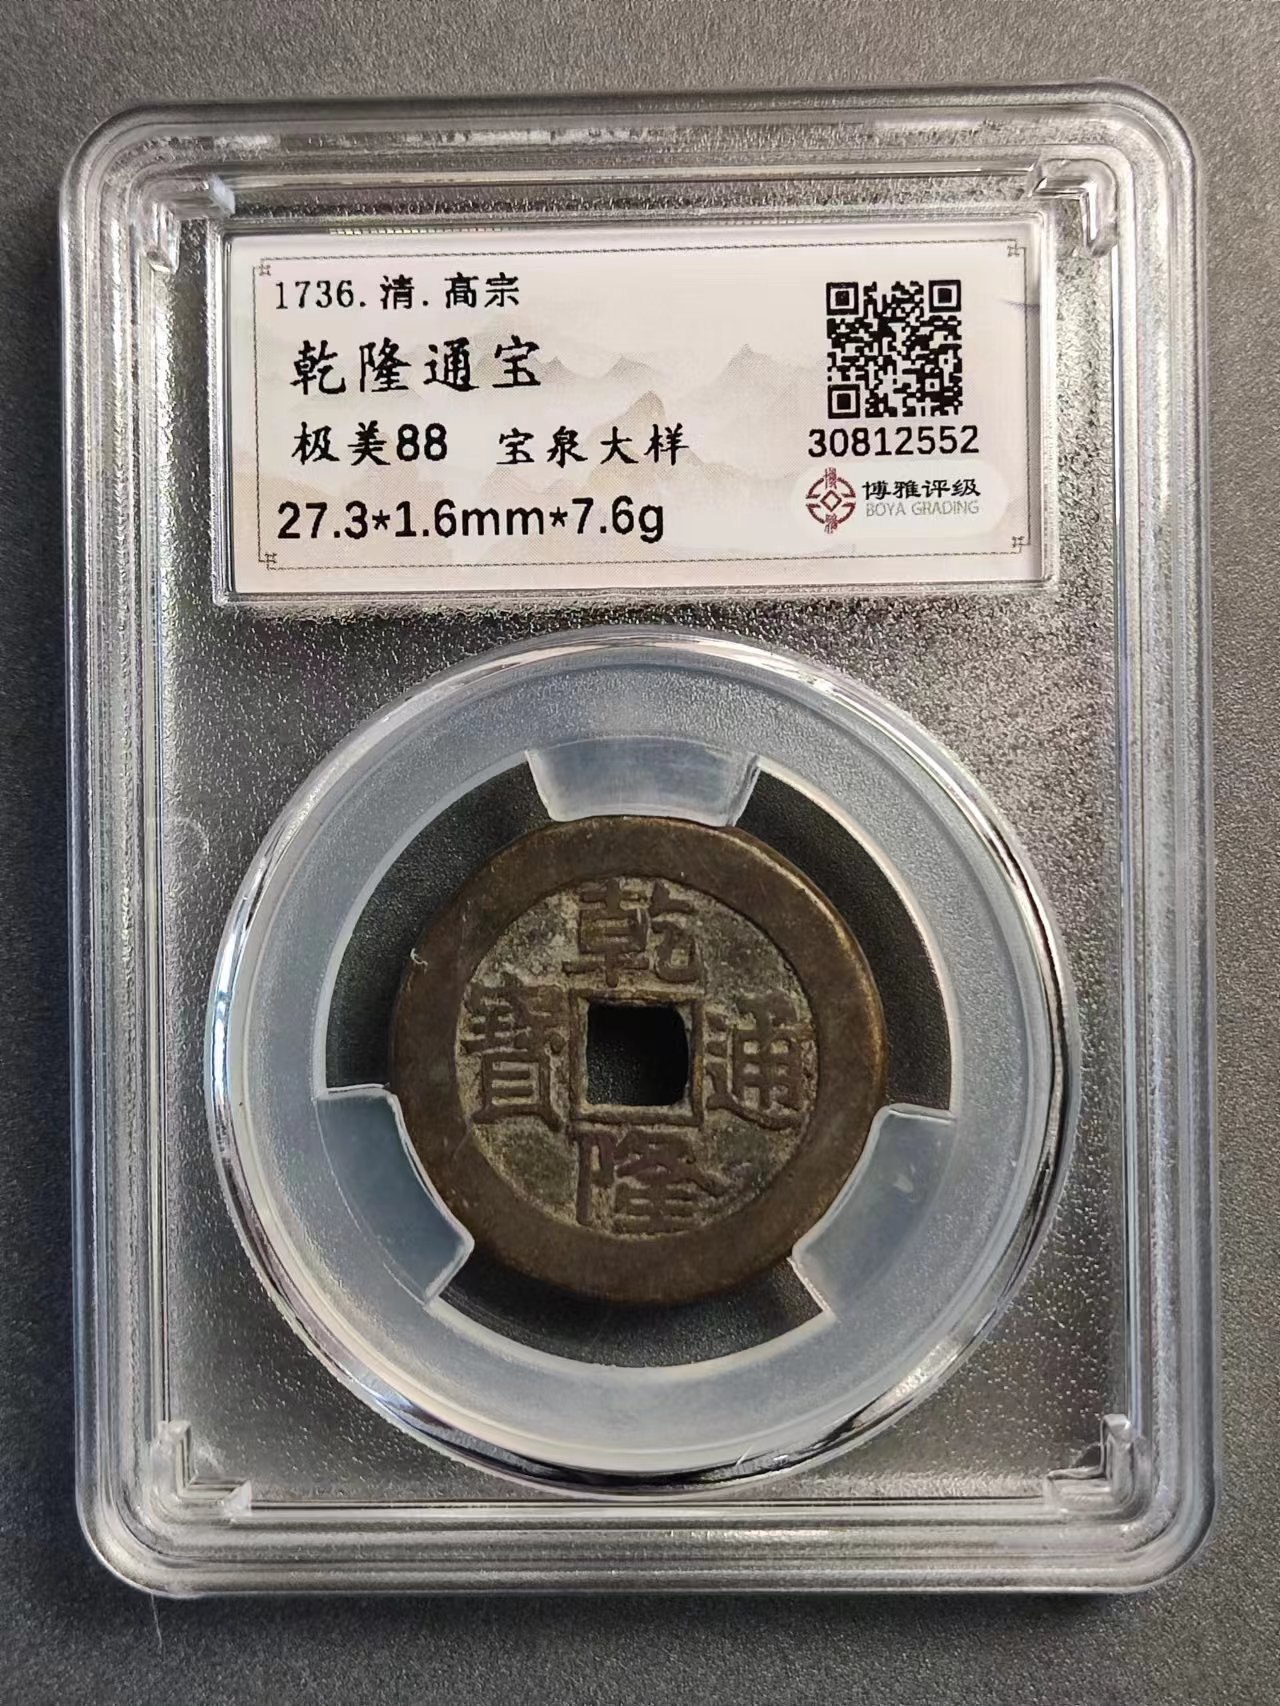 1736.清.高宗
乾隆通宝
极美88 宝泉大样
27.3*1.6mm*7.6g
30812552
博雅评级
BOYA GRADING
乾
寶 通
隆